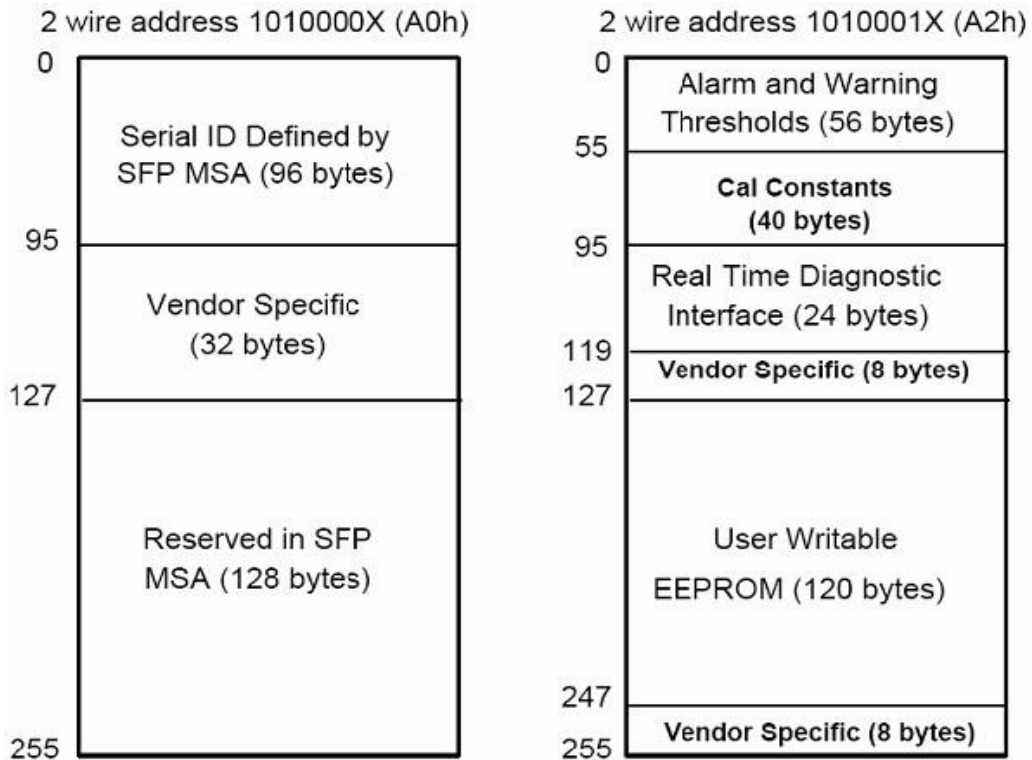 2 wire address 1010000X (A0h)
0
Serial ID Defined by
SFP MSA (96 bytes)
95
Vendor Specific
(32 bytes)
127
Reserved in SFP
MSA (128 bytes)
255
2 wire address 1010001X (A2h)
0
Alarm and Warning
Thresholds (56 bytes)
55
Cal Constants
(40 bytes)
95
Real Time Diagnostic
Interface (24 bytes)
119
Vendor Specific (8 bytes)
127
User Writable
EEPROM (120 bytes)
247
Vendor Specific (8 bytes)
255